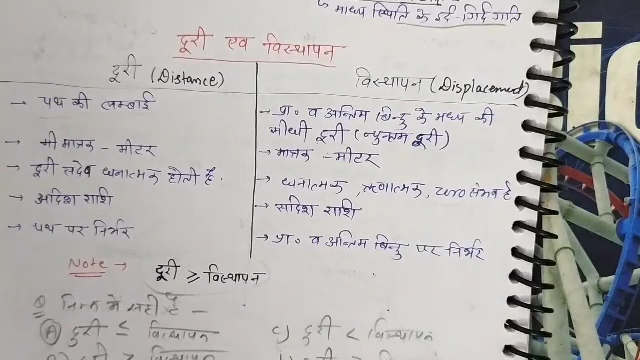 माध्य स्थिति के इर्द-गिर्द गति
दूरी एवं विस्थापन
दूरी (Distance)
→ पथ की लम्बाई
→ मात्रक - मीटर
→ दूरी सदैव धनात्मक होती है.
→ अदिश राशि
→ पथ पर निर्भर
विस्थापन (Displacement)
→ प्रा० व अन्तिम बिन्दु के मध्य की
सीधी दूरी (न्युनतम दूरी)
→ मात्रक - मीटर
→ धनात्मक, ऋणात्मक, zero संभव है
→ सदिश राशि
→ प्रा० व अन्तिम बिन्दु पर निर्भर
Note → दूरी ≥ विस्थापन
Q निम्न में सही है -
(A) दूरी ≤ विस्थापन
c) दूरी < विस्थापन